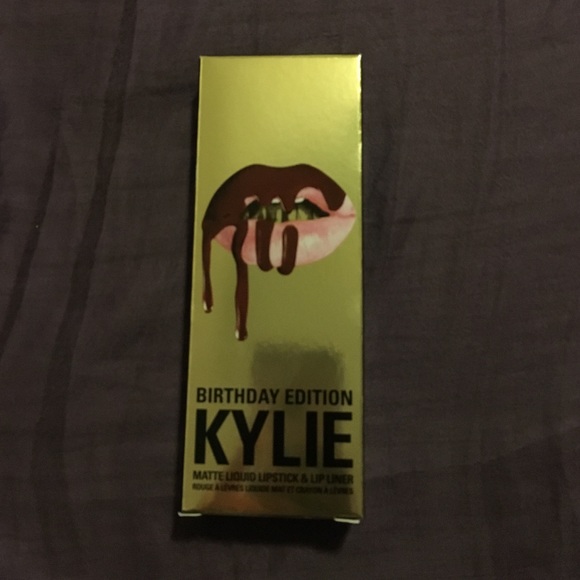 BIRTHDAY EDITION
KYLIE
MATTE LIQUID LIPSTICK & LIP LINER
ROUGE À LÈVRES LIQUIDE MAT ET CRAYON À LÈVRES